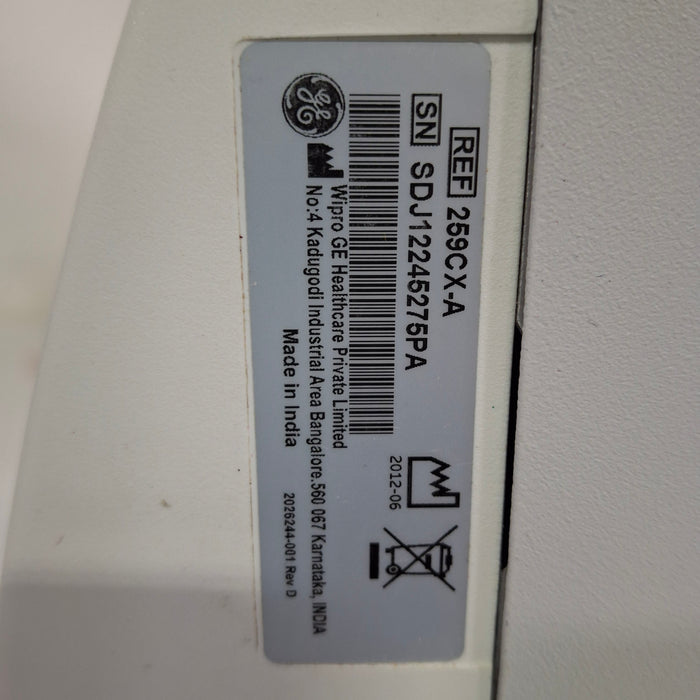 REF 259CX-A
SN SDJ12245275PA
2012-06
GE
Wipro GE Healthcare Private Limited
No:4 Kadugodi Industrial Area Bangalore.560 067 Karnataka, INDIA
Made in India
2026244-001 Rev D